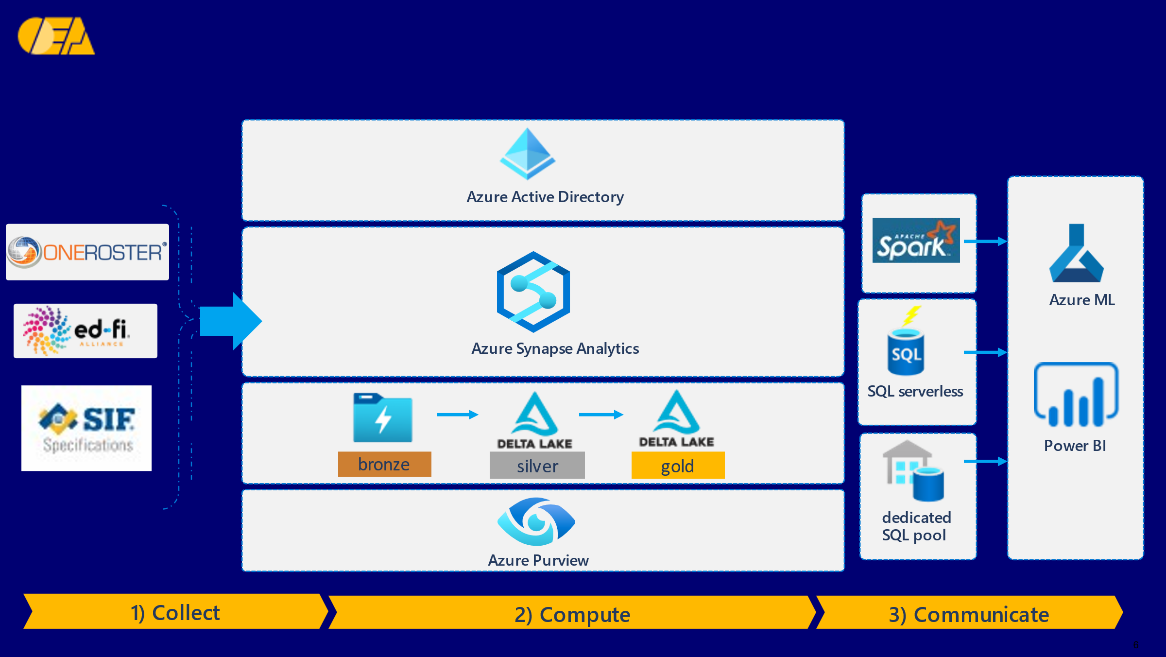 OEA
Azure Active Directory
ONEROSTER®
ed-fi.
ALLIANCE
SIF
Specifications
Azure Synapse Analytics
DELTA LAKE
DELTA LAKE
bronze
silver
gold
Azure Purview
APACHE
Spark
SQL
SQL serverless
dedicated
SQL pool
Azure ML
Power BI
1) Collect
2) Compute
3) Communicate